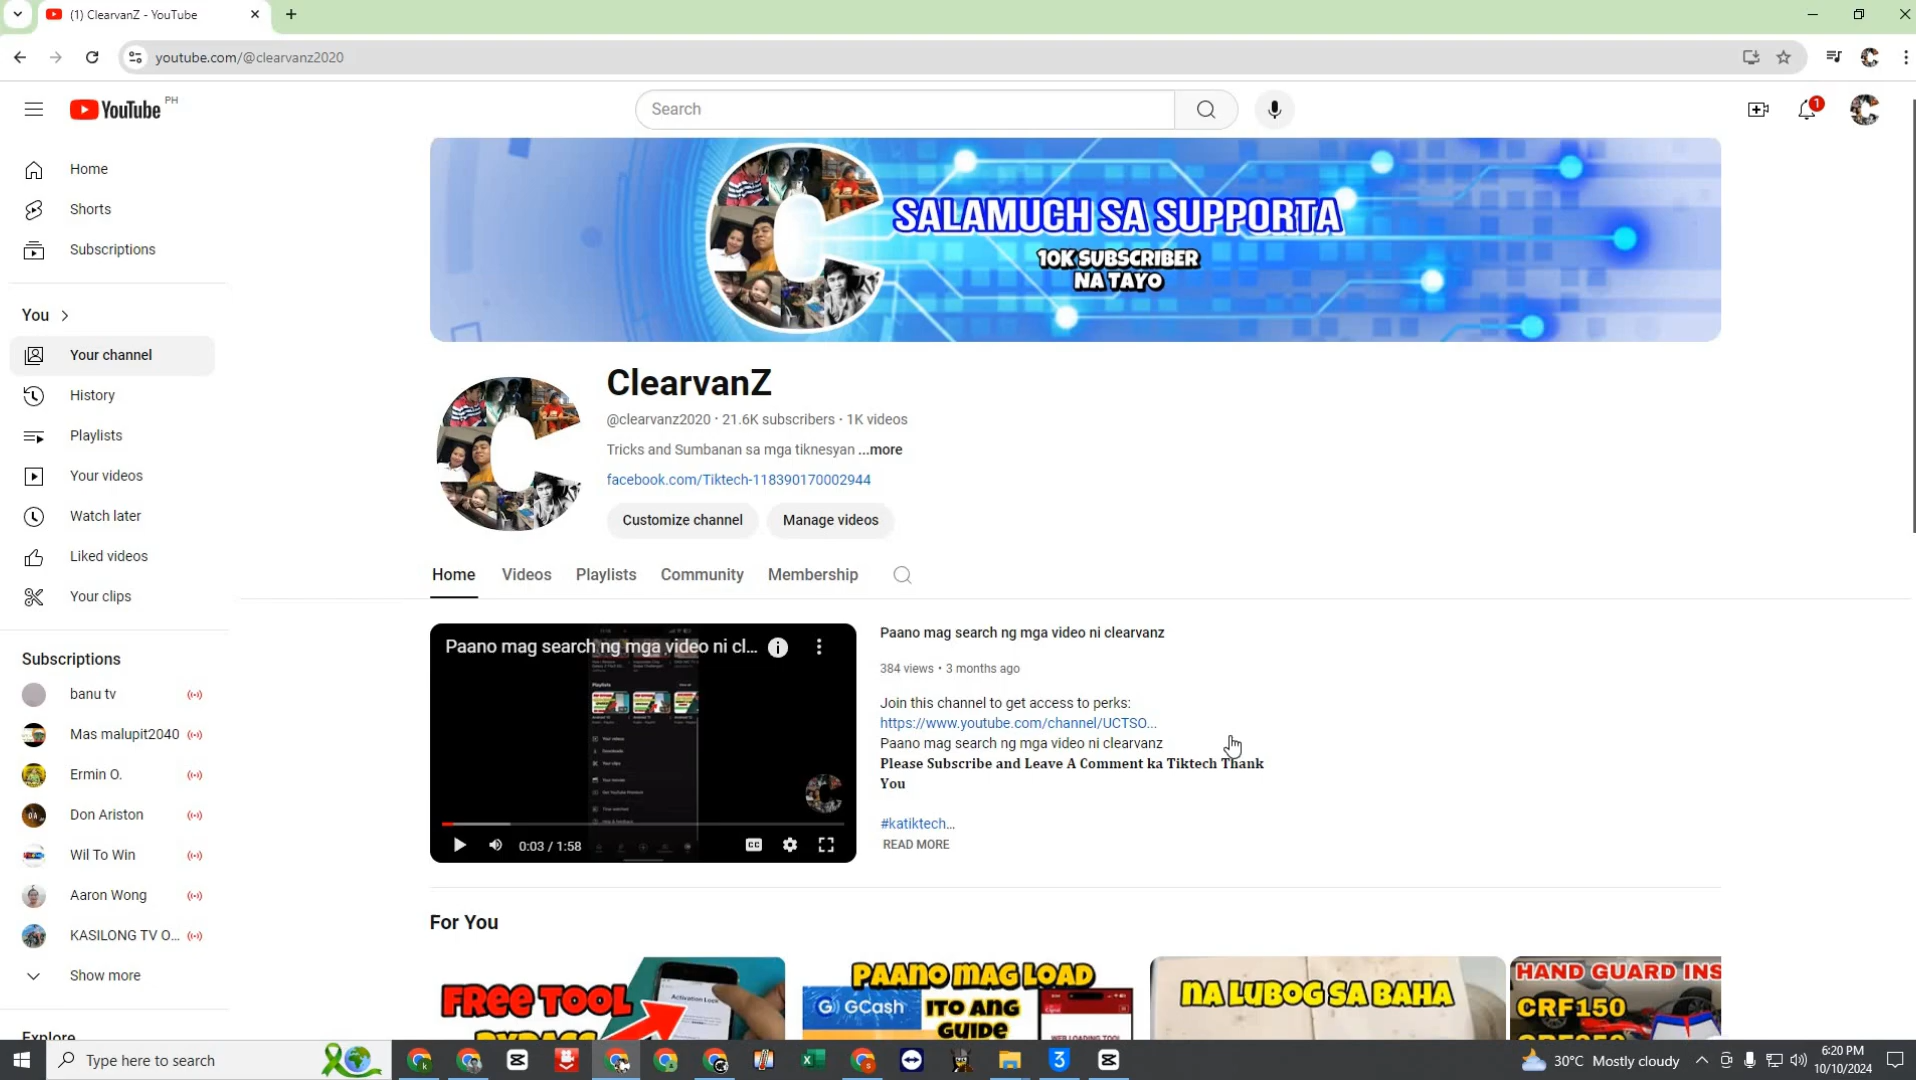 (1) ClearvanZ - YouTube
youtube.com/@clearvanz2020
YouTube PH
Search
1
Home
Shorts
Subscriptions
You
Your channel
History
Playlists
Your videos
Watch later
Liked videos
Your clips
Subscriptions
banu tv
Mas malupit2040
Ermin O.
Don Ariston
Wil To Win
Aaron Wong
KASILONG TV O...
Show more
Explore
SALAMUCH SA SUPPORTA
10K SUBSCRIBER
NA TAYO
ClearvanZ
@clearvanz2020 • 21.6K subscribers • 1K videos
Tricks and Sumbanan sa mga tiknesyan ...more
facebook.com/Tiktech-118390170002944
Customize channel
Manage videos
Home Videos Playlists Community Membership
Paano mag search ng mga video ni cl...
0:03 / 1:58
CC
Paano mag search ng mga video ni clearvanz
384 views • 3 months ago
Join this channel to get access to perks:
https://www.youtube.com/channel/UCTSO...
Paano mag search ng mga video ni clearvanz
Please Subscribe and Leave A Comment ka Tiktech Thank
You
#katiktech...
READ MORE
For You
FREE TOOL
BYPASS
Activation Lock
PAANO MAG LOAD
GCash
ITO ANG
GUIDE
NA LUBOG SA BAHA
HAND GUARD INS
CRF150
Type here to search
30°C Mostly cloudy
6:20 PM
10/10/2024